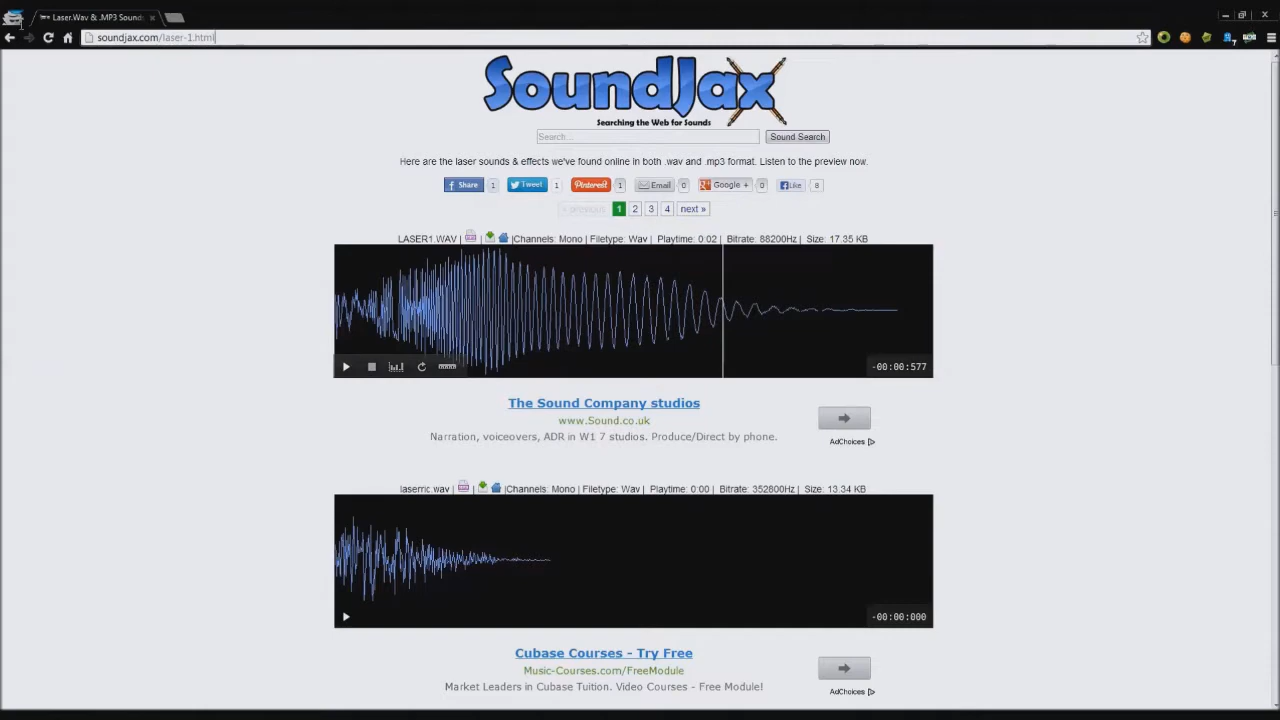 Laser.Wav & .MP3 Sound
soundjax.com/laser-1.html
SoundJax
Searching the Web for Sounds
Search...
Sound Search
Here are the laser sounds & effects we've found online in both .wav and .mp3 format. Listen to the preview now.
Share 1 Tweet 1 Pinterest 1 Email 0 Google + 0 Like 8
« previous 1 2 3 4 next »
LASER1.WAV | | |Channels: Mono | Filetype: Wav | Playtime: 0:02 | Bitrate: 88200Hz | Size: 17.35 KB
-00:00:577
The Sound Company studios
www.Sound.co.uk
Narration, voiceovers, ADR in W1 7 studios. Produce/Direct by phone.
AdChoices
laserric.wav | | |Channels: Mono | Filetype: Wav | Playtime: 0:00 | Bitrate: 352800Hz | Size: 13.34 KB
-00:00:000
Cubase Courses - Try Free
Music-Courses.com/FreeModule
Market Leaders in Cubase Tuition. Video Courses - Free Module!
AdChoices